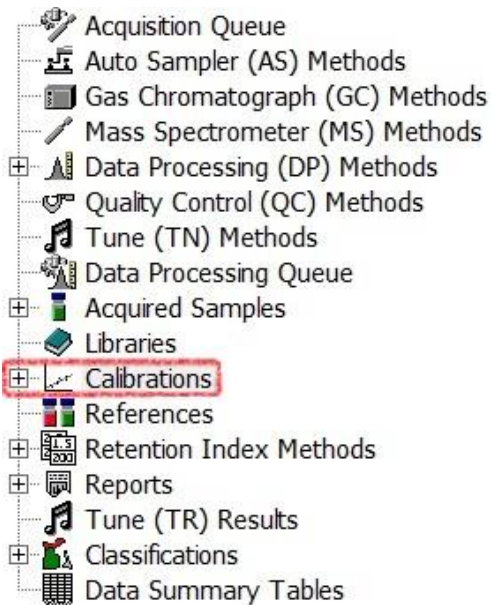 Acquisition Queue
Auto Sampler (AS) Methods
Gas Chromatograph (GC) Methods
Mass Spectrometer (MS) Methods
Data Processing (DP) Methods
Quality Control (QC) Methods
Tune (TN) Methods
Data Processing Queue
Acquired Samples
Libraries
Calibrations
References
Retention Index Methods
Reports
Tune (TR) Results
Classifications
Data Summary Tables